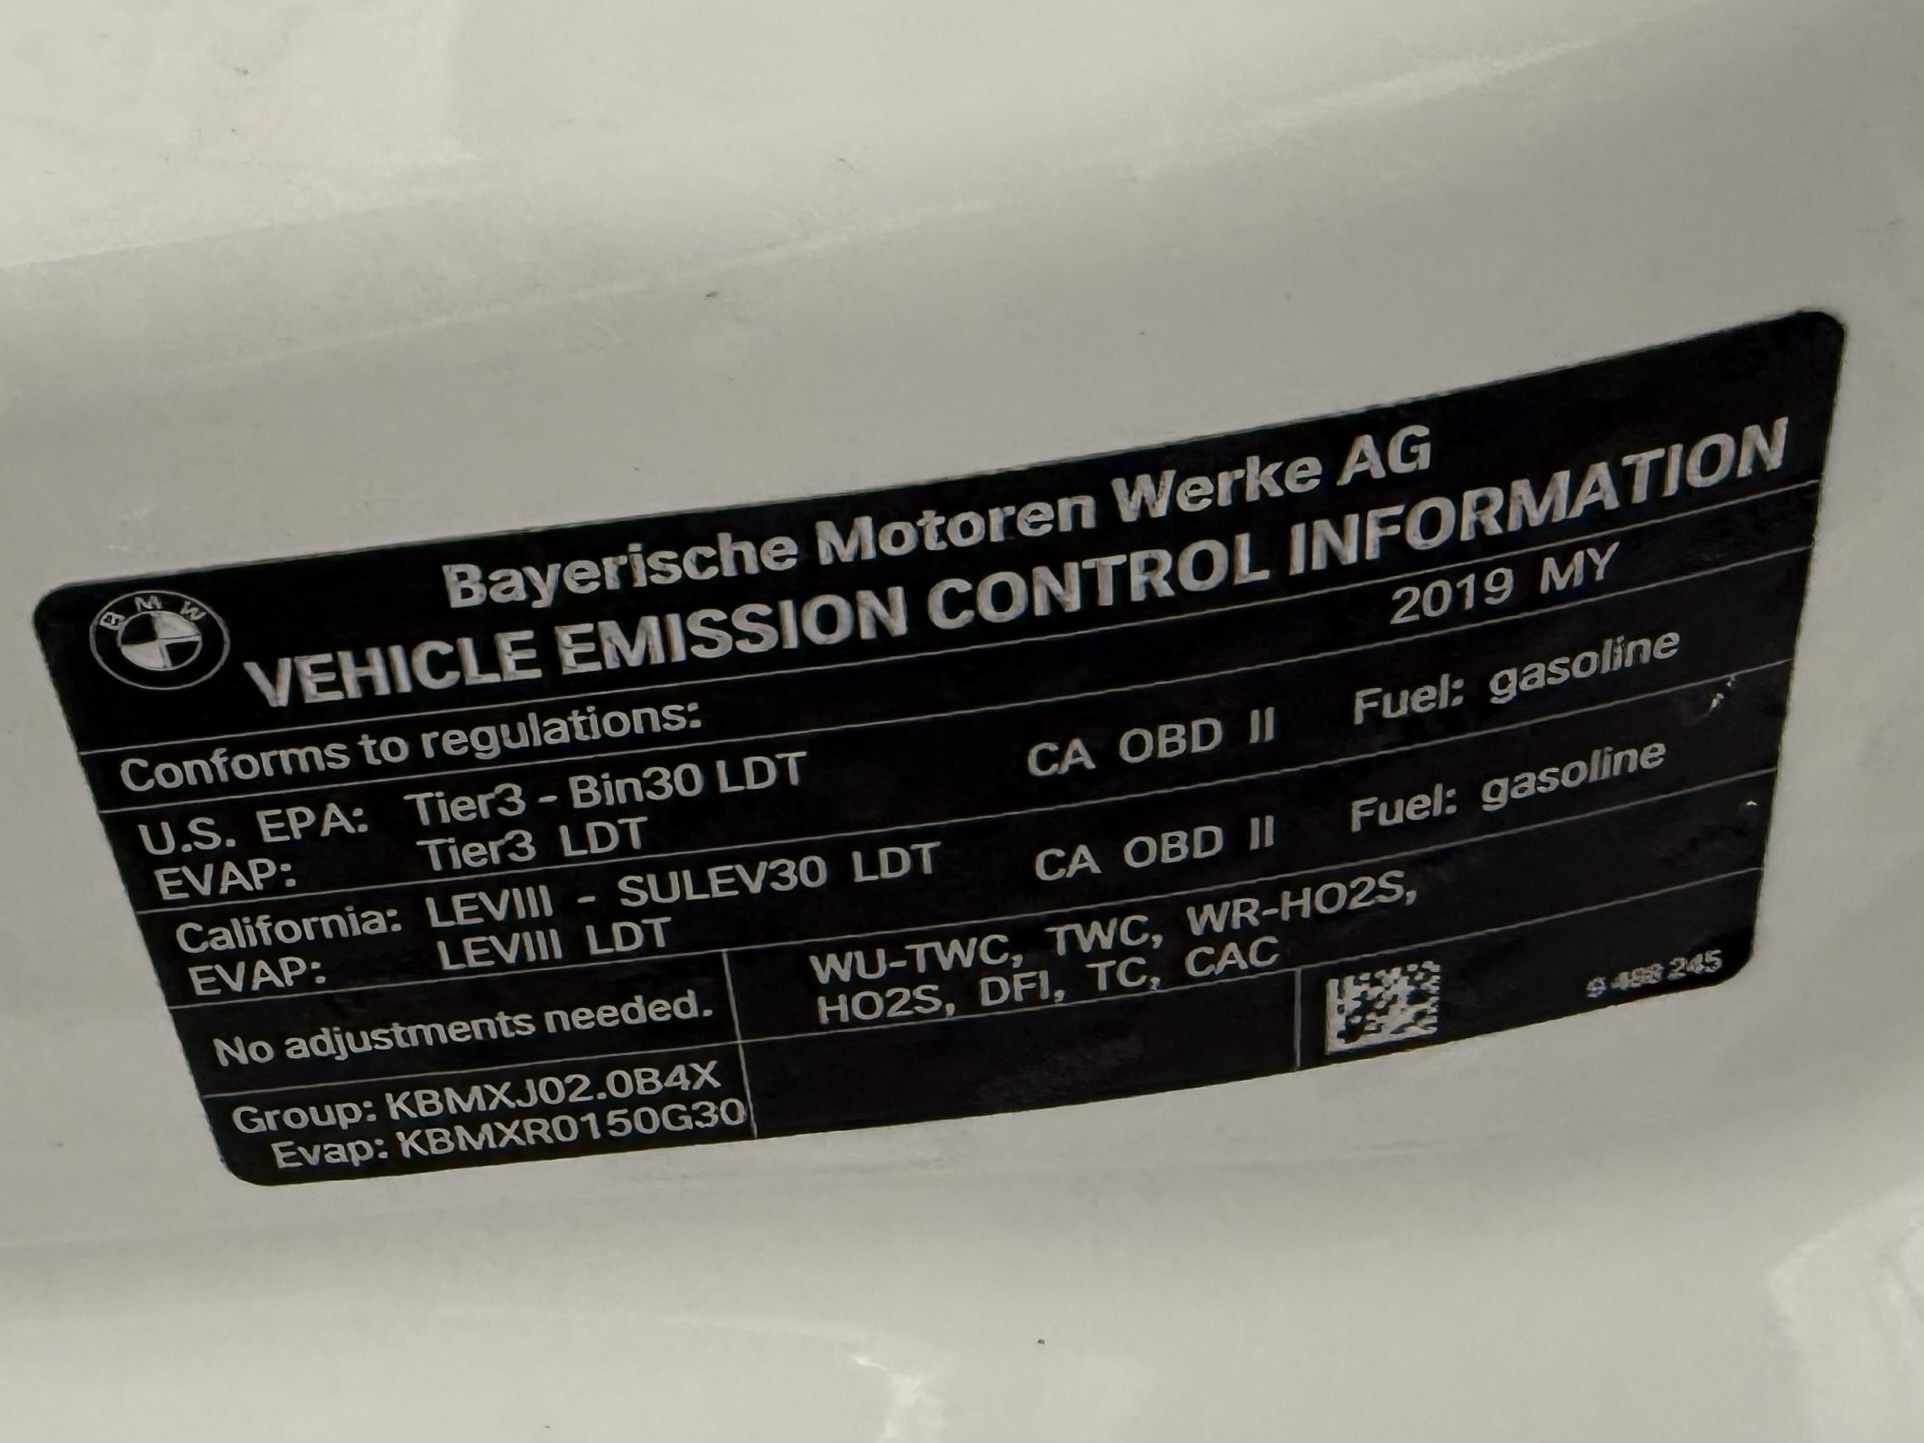 BMW
Bayerische Motoren Werke AG
VEHICLE EMISSION CONTROL INFORMATION
Conforms to regulations: 2019 MY
U.S. EPA: Tier3 - Bin30 LDT CA OBD II Fuel: gasoline
EVAP: Tier3 LDT
California: LEVIII - SULEV30 LDT CA OBD II Fuel: gasoline
EVAP: LEVIII LDT
No adjustments needed.
WU-TWC, TWC, WR-HO2S,
HO2S, DFI, TC, CAC
Group: KBMXJ02.0B4X
Evap: KBMXR0150G30
245